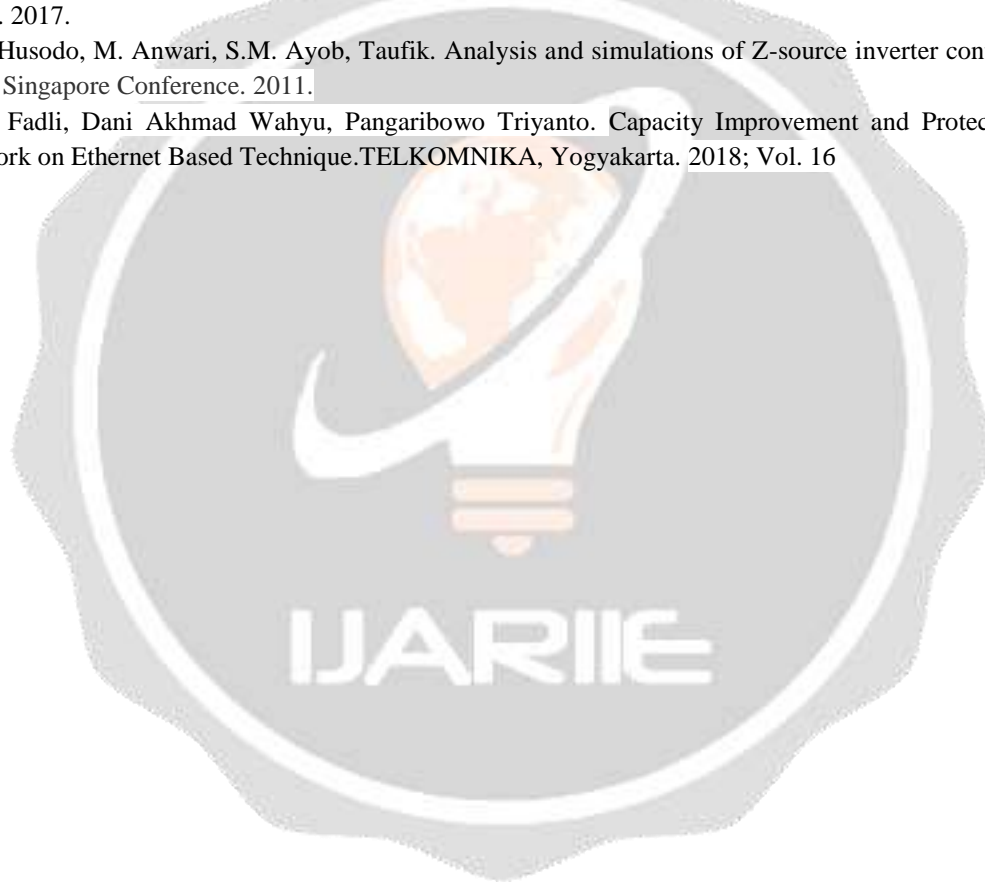 . 2017.
Husodo, M. Anwari, S.M. Ayob, Taufik. Analysis and simulations of Z-source inverter con
Singapore Conference. 2011.
Fadli, Dani Akhmad Wahyu, Pangaribowo Triyanto. Capacity Improvement and Protec
ork on Ethernet Based Technique.TELKOMNIKA, Yogyakarta. 2018; Vol. 16
IJARIIE